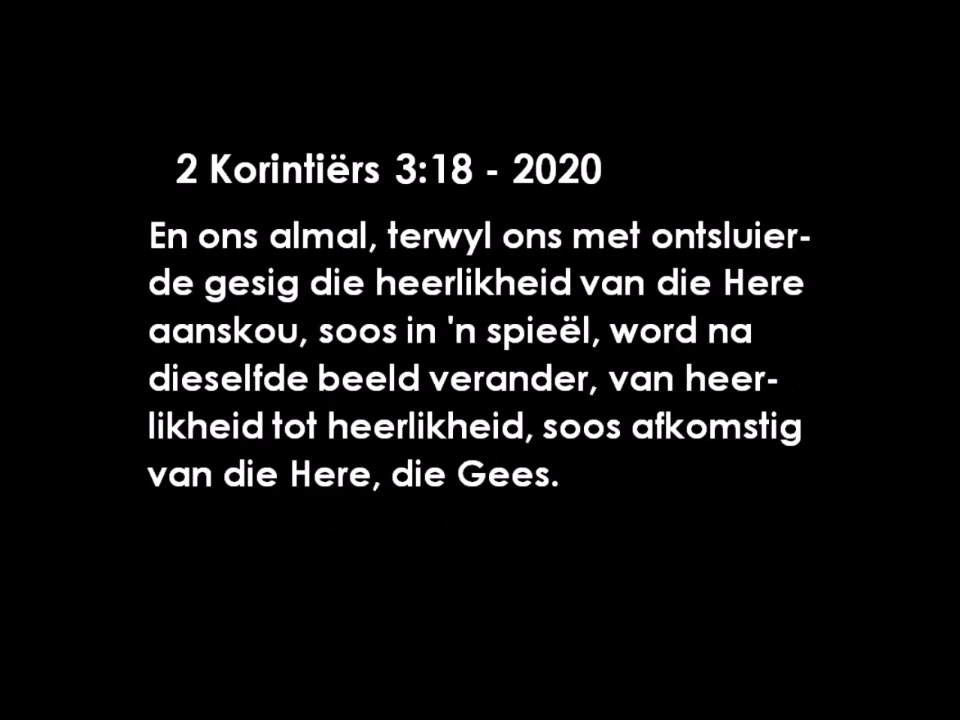 2 Korintiërs 3:18 - 2020
En ons almal, terwyl ons met ontsluier-
de gesig die heerlikheid van die Here
aanskou, soos in 'n spieël, word na
dieselfde beeld verander, van heer-
likheid tot heerlikheid, soos afkomstig
van die Here, die Gees.